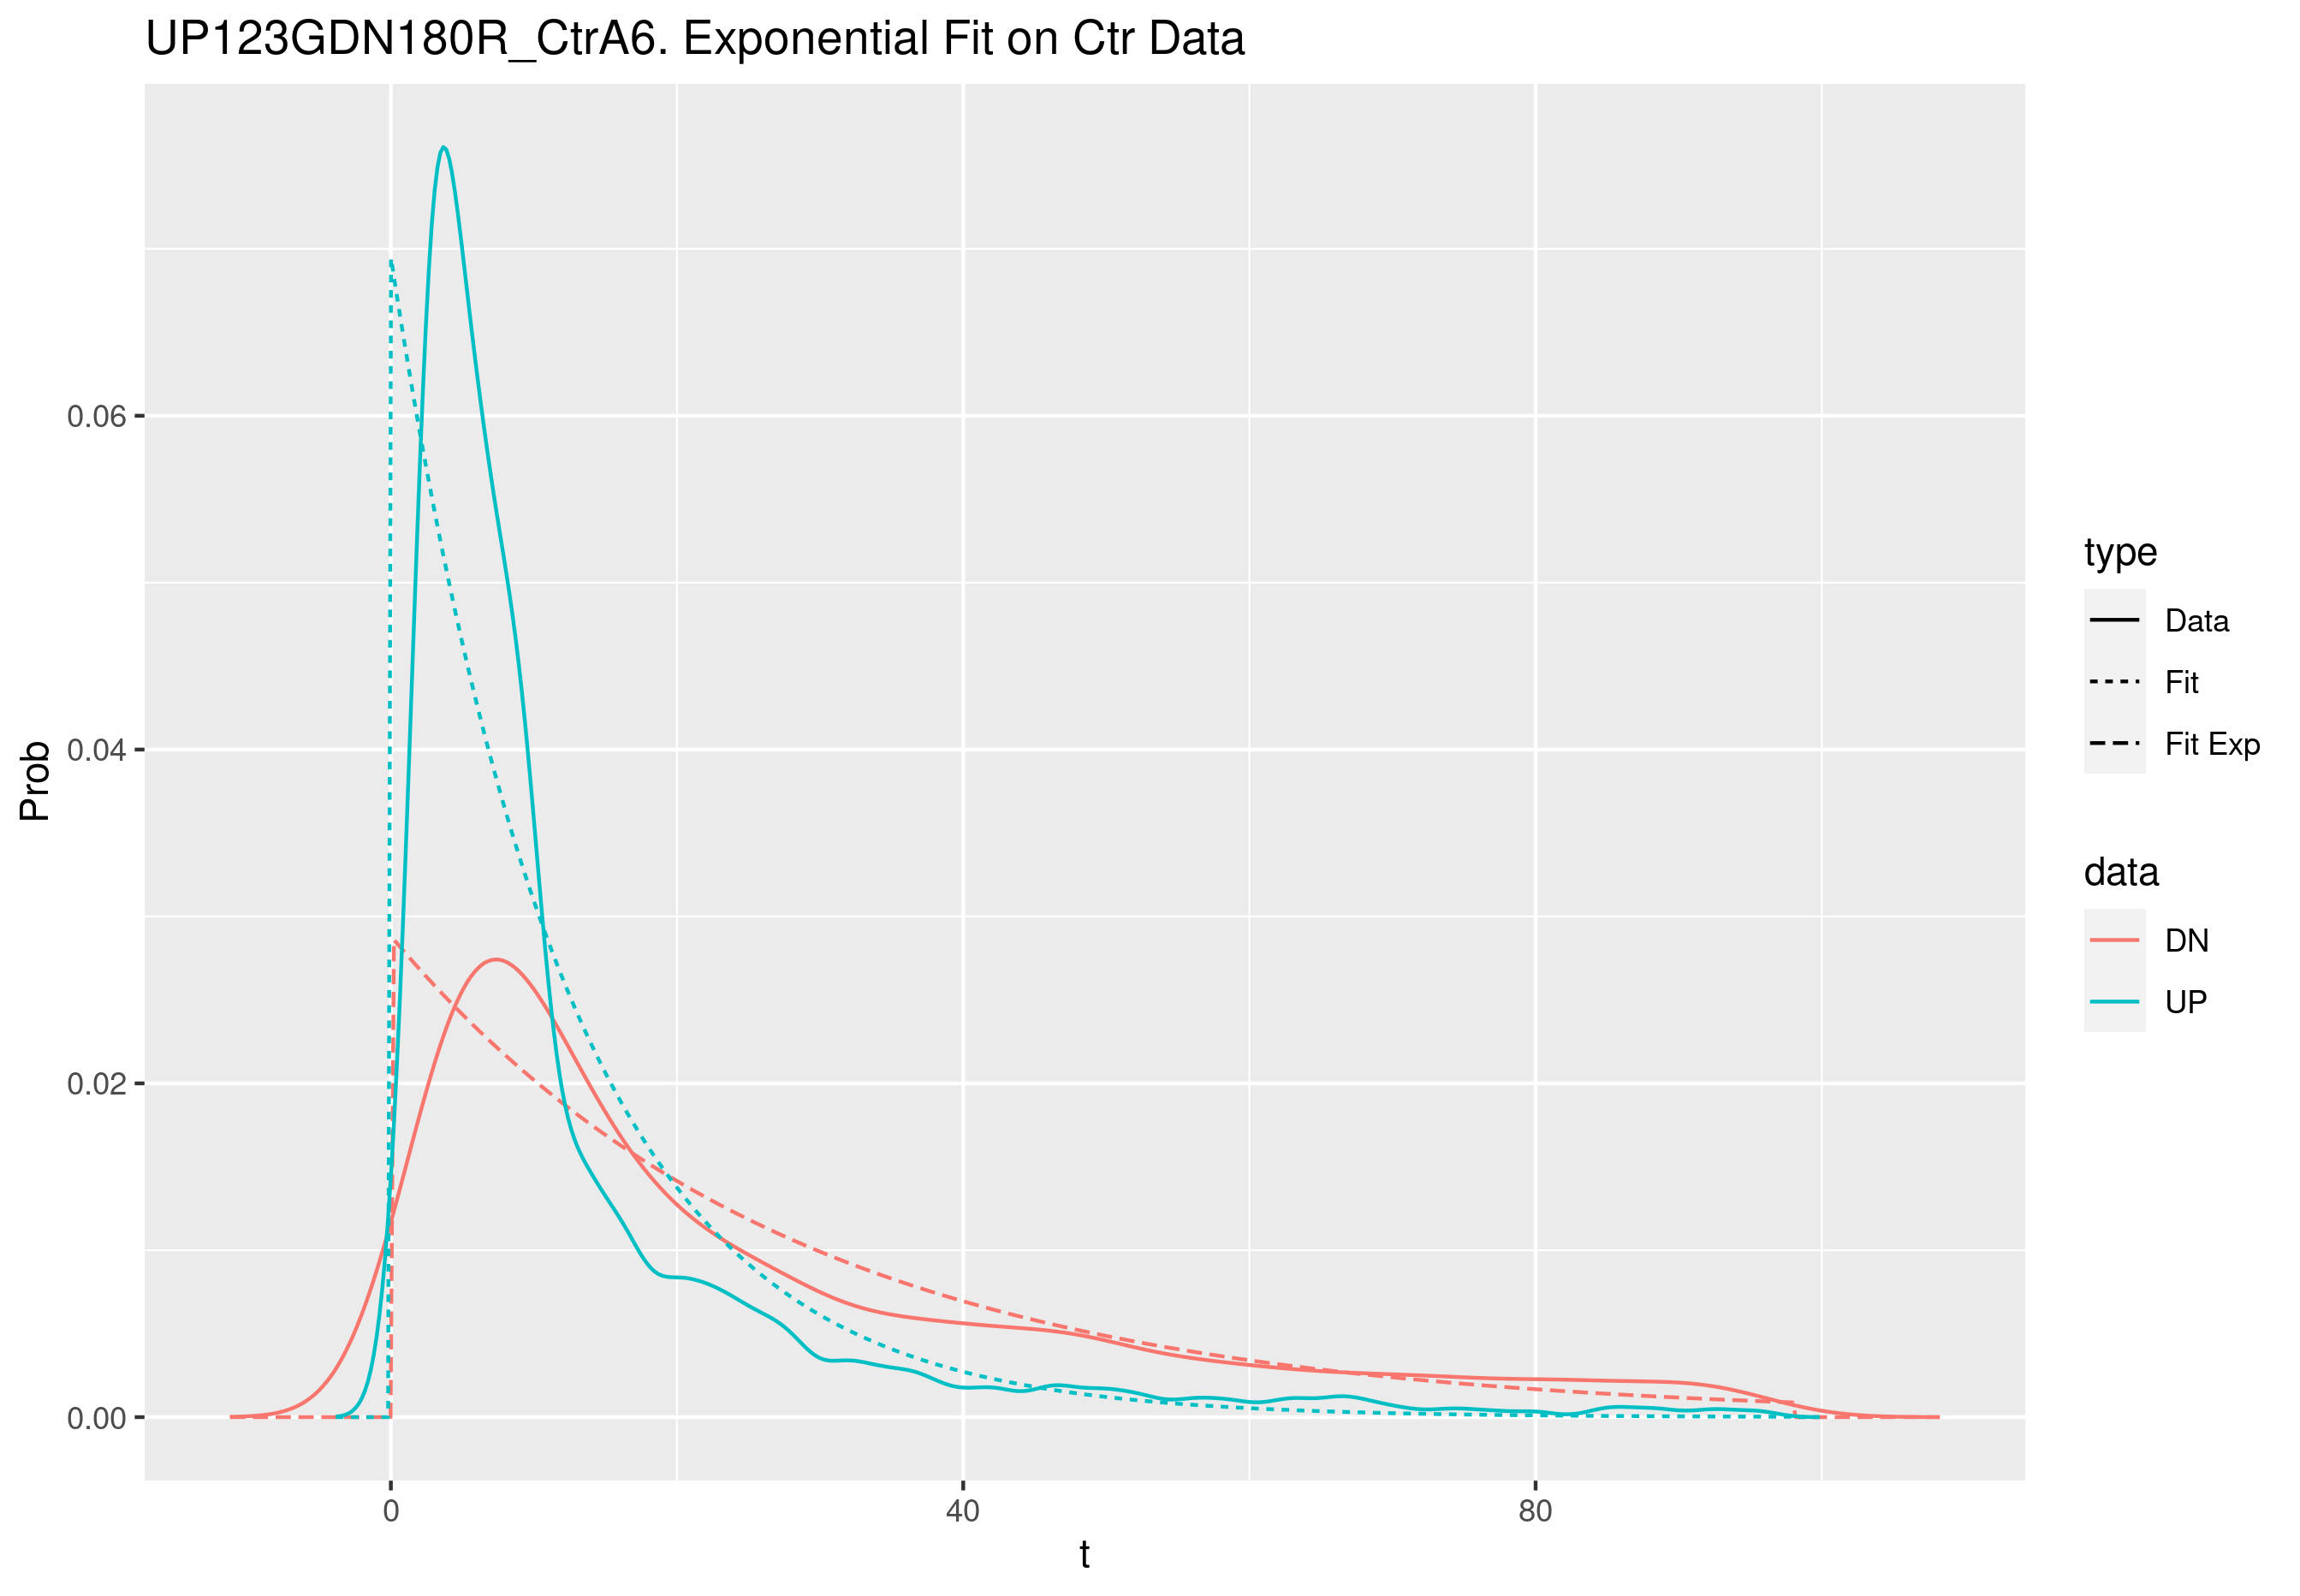 UP123GDN180R_CtrA6. Exponential Fit on Ctr Data
Prob
0.06
0.04
0.02
0.00
0
40
80
t
type
Data
Fit
Fit Exp
data
DN
UP